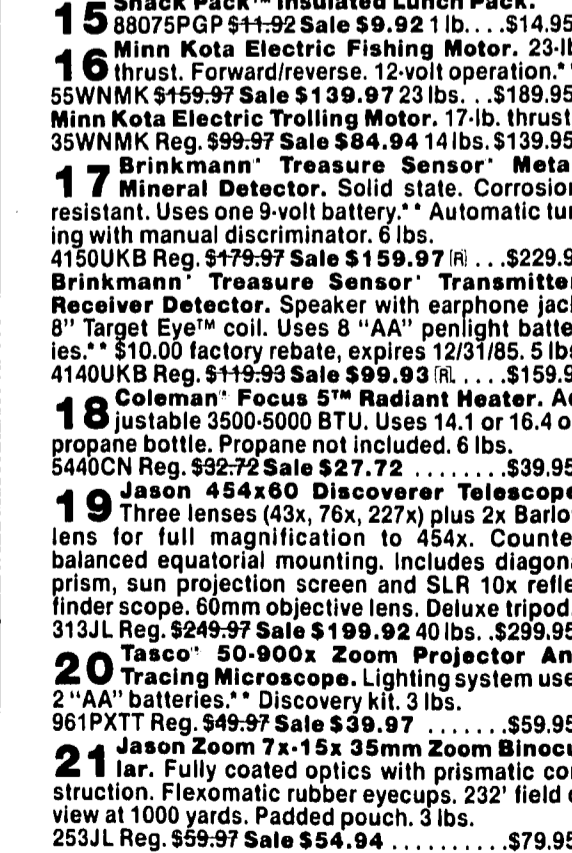 15 Snack Pack™ Insulated Lunch Pack.
88075PGP $11.92 Sale $9.92 1 lb. . . .$14.95
16 Minn Kota Electric Fishing Motor. 23-lb
thrust. Forward/reverse. 12-volt operation.**
55WNMK $159.97 Sale $139.97 23 lbs. . .$189.95
Minn Kota Electric Trolling Motor. 17-lb. thrust
35WNMK Reg. $99.97 Sale $84.94 14 lbs. $139.95
17 Brinkmann* Treasure Sensor* Meta
Mineral Detector. Solid state. Corrosion
resistant. Uses one 9-volt battery.** Automatic tun
ing with manual discriminator. 6 lbs.
4150UKB Reg. $179.97 Sale $159.97 [R] . . .$229.9
Brinkmann* Treasure Sensor* Transmitter
Receiver Detector. Speaker with earphone jack
8" Target Eye™ coil. Uses 8 "AA" penlight batte
ies.** $10.00 factory rebate, expires 12/31/85. 5 lbs
4140UKB Reg. $119.93 Sale $99.93 [R]. . . . .$159.9
18 Coleman* Focus 5™ Radiant Heater. Ad
justable 3500-5000 BTU. Uses 14.1 or 16.4 o
propane bottle. Propane not included. 6 lbs.
5440CN Reg. $32.72 Sale $27.72 . . . . . . . .$39.95
19 Jason 454x60 Discoverer Telescope
Three lenses (43x, 76x, 227x) plus 2x Barlow
lens for full magnification to 454x. Counte
balanced equatorial mounting. Includes diagona
prism, sun projection screen and SLR 10x refle
finder scope. 60mm objective lens. Deluxe tripod.
313JL Reg. $249.97 Sale $199.92 40 lbs. .$299.95
20 Tasco* 50-900x Zoom Projector An
Tracing Microscope. Lighting system use
2 "AA" batteries.** Discovery kit. 3 lbs.
961PXTT Reg. $49.97 Sale $39.97 . . . . . . .$59.95
21 Jason Zoom 7x-15x 35mm Zoom Binocu
lar. Fully coated optics with prismatic con
struction. Flexomatic rubber eyecups. 232' field o
view at 1000 yards. Padded pouch. 3 lbs.
253JL Reg. $59.97 Sale $54.94 . . . . . . . . . .$79.95